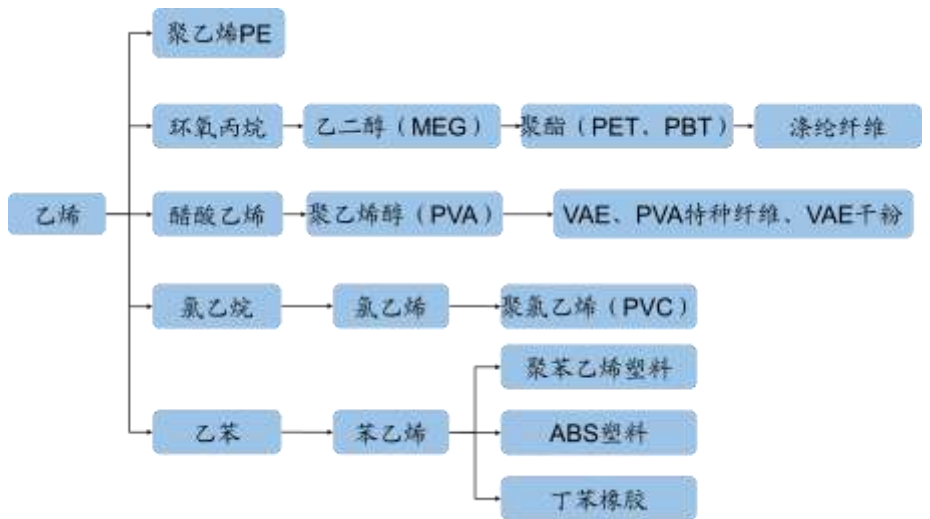 聚乙烯PE
环氧丙烷
乙二醇（MEG）
聚酯（PET、PBT）
涤纶纤维
乙烯
醋酸乙烯
聚乙烯醇（PVA）
VAE、PVA特种纤维、VAE干粉
氯乙烷
氯乙烯
聚氯乙烯（PVC）
聚苯乙烯塑料
乙苯
苯乙烯
ABS塑料
丁苯橡胶